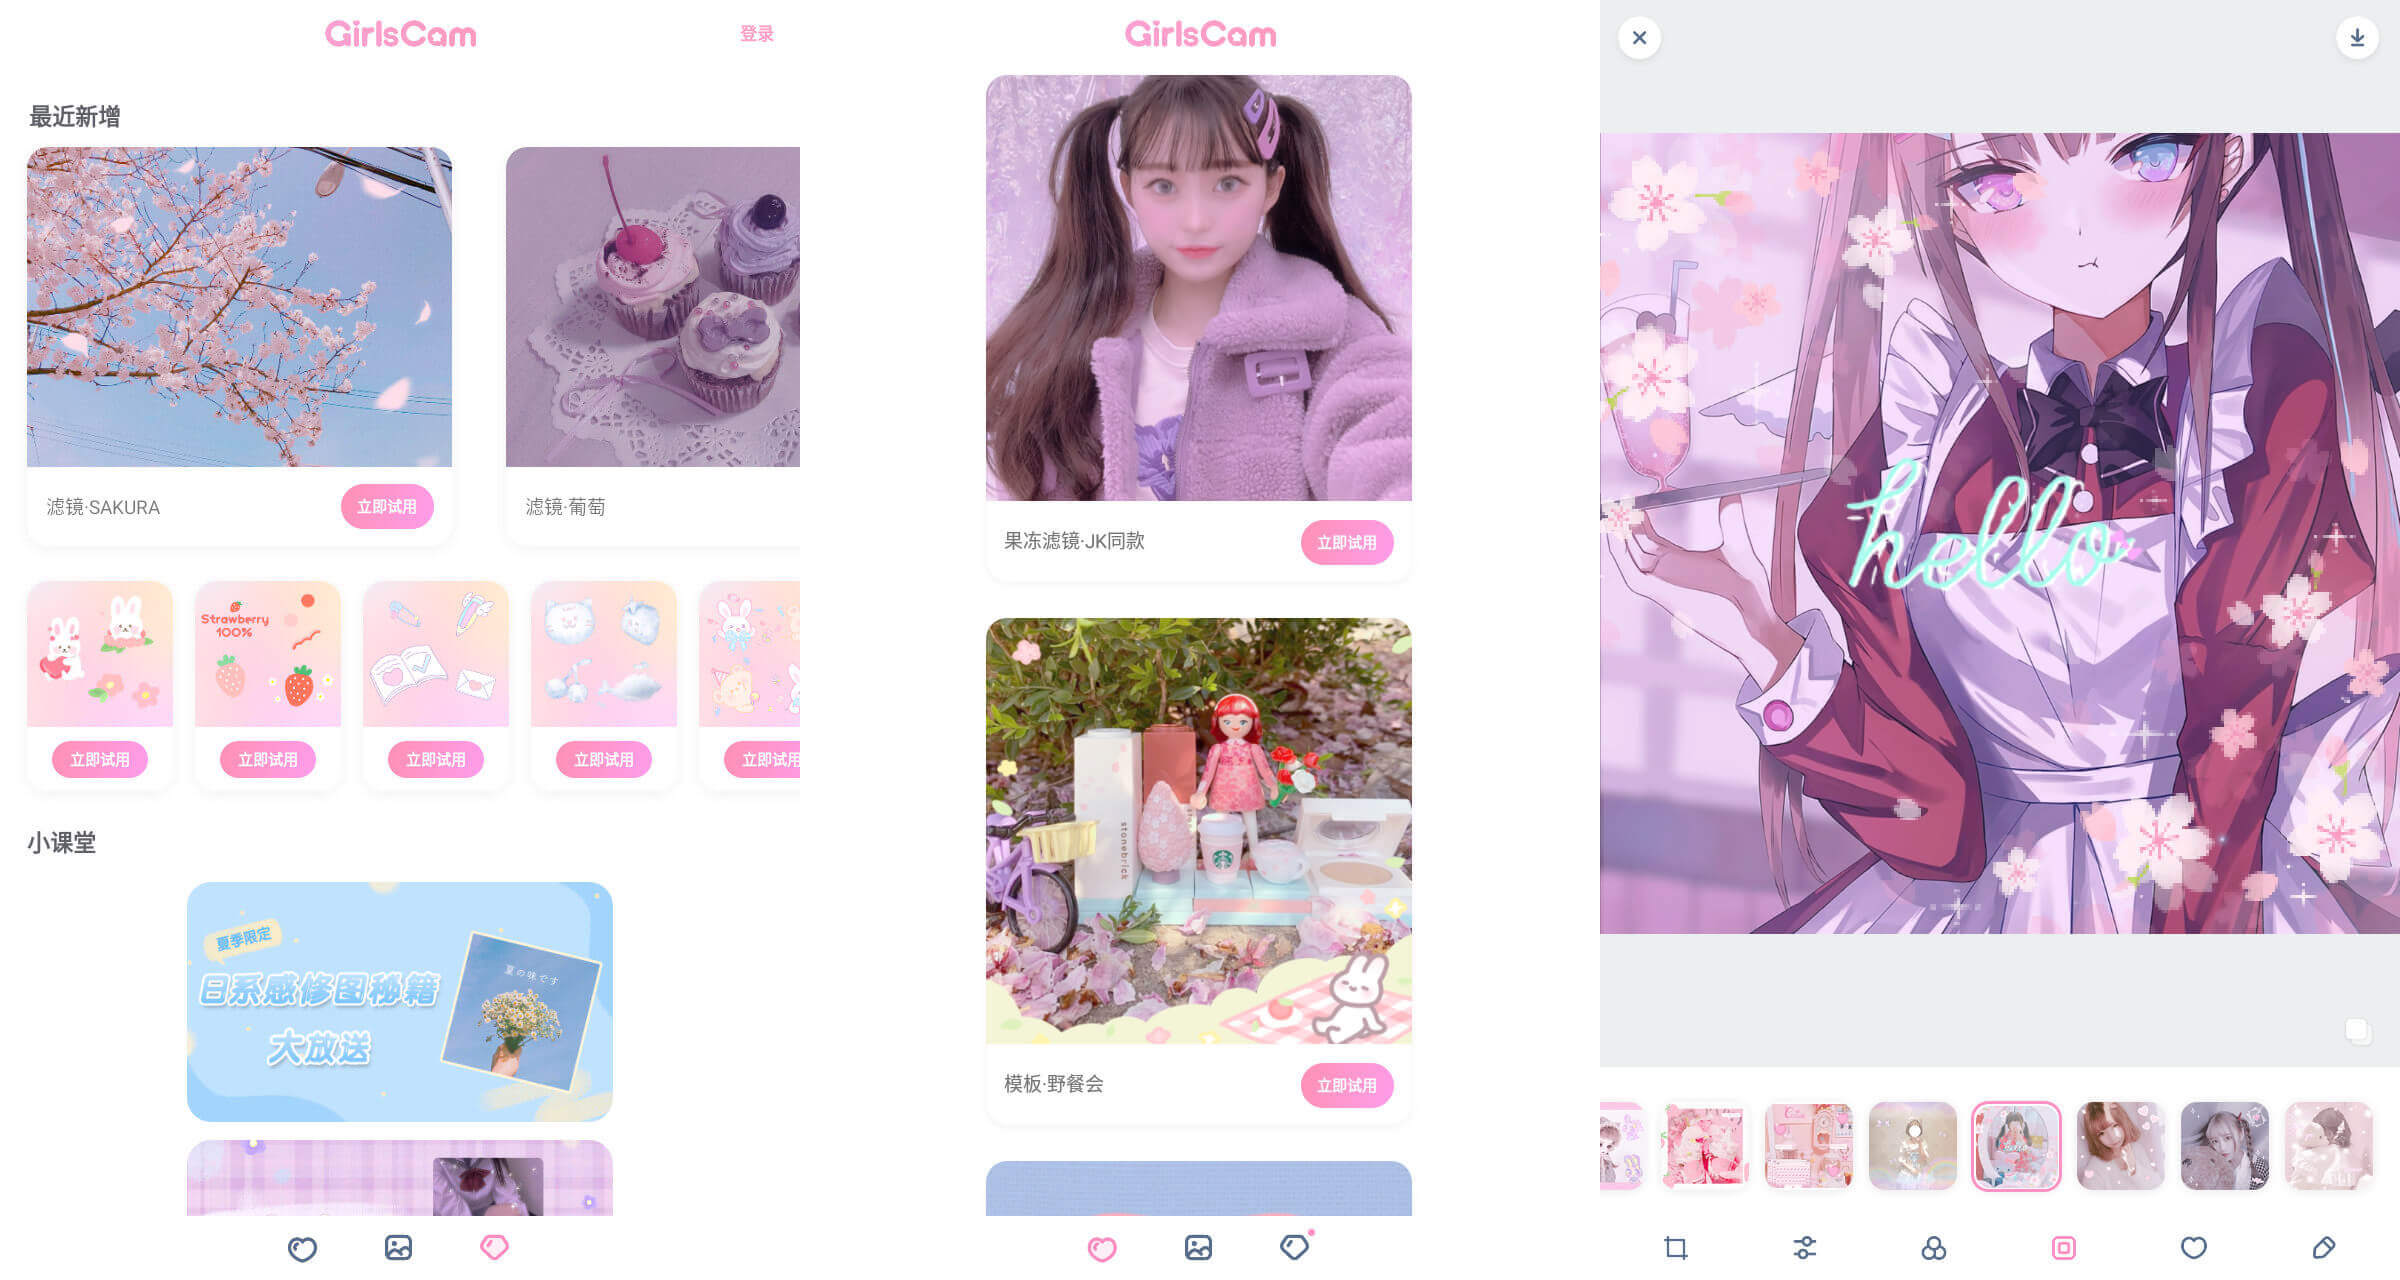 GirlsCam
登录
最近新增
滤镜·SAKURA
立即试用
滤镜·葡萄
Strawberry
100%
立即试用
立即试用
立即试用
立即试用
立即试用
小课堂
夏季限定
日系感修图秘籍
大放送
夏の味です
GirlsCam
果冻滤镜·JK同款
立即试用
stonebrick
模板·野餐会
立即试用
hello